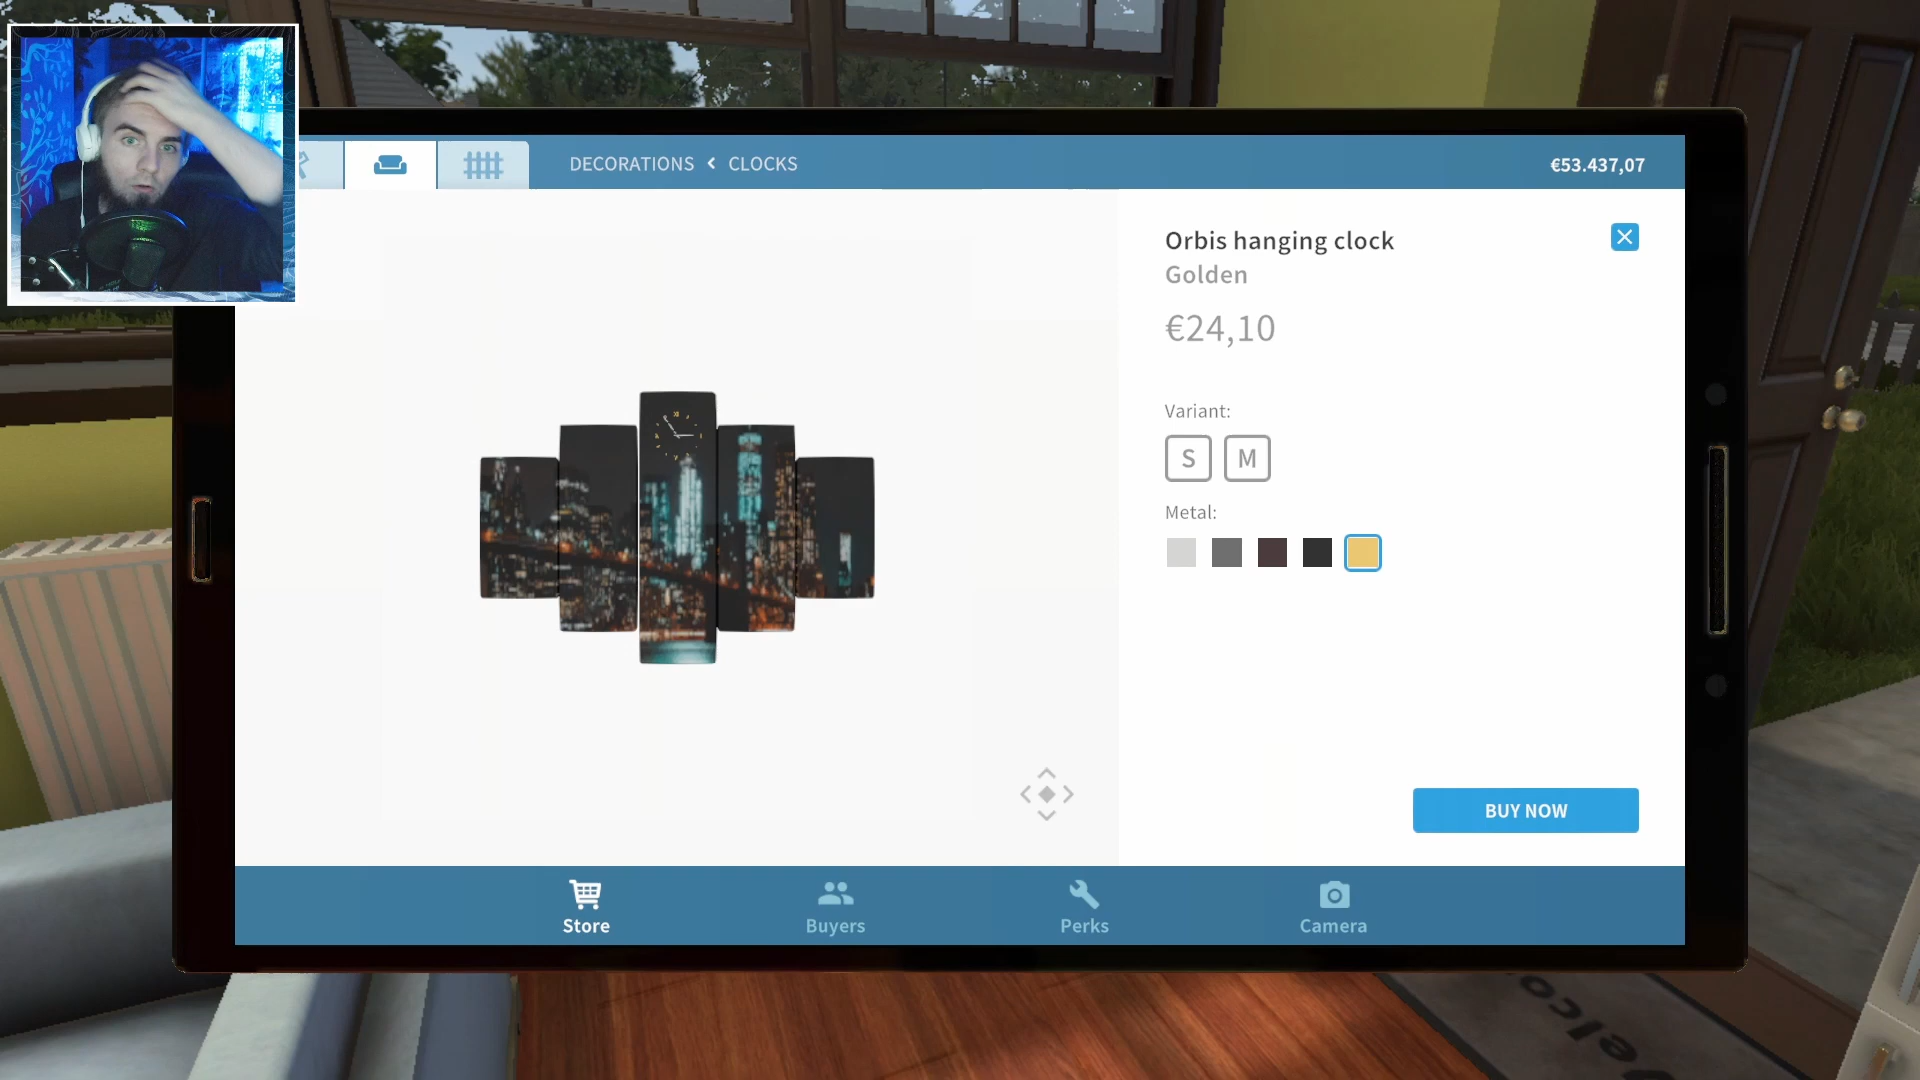 DECORATIONS < CLOCKS
€53.437,07
Orbis hanging clock
Golden
€24,10
Variant:
S M
Metal:
BUY NOW
Store
Buyers
Perks
Camera